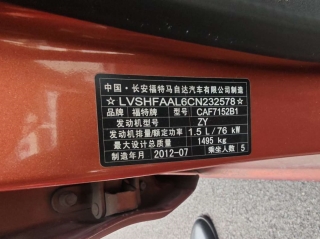 中国·长安福特马自达汽车有限公司制造
☆LVSHFAAL6CN232578☆
品牌 福特牌 型号 CAF7152B1
发动机型号 ZY
发动机排量/额定功率 1.5 L / 76 kW
最大设计总质量 1495 kg
制造年月 2012-07 乘坐人数 5